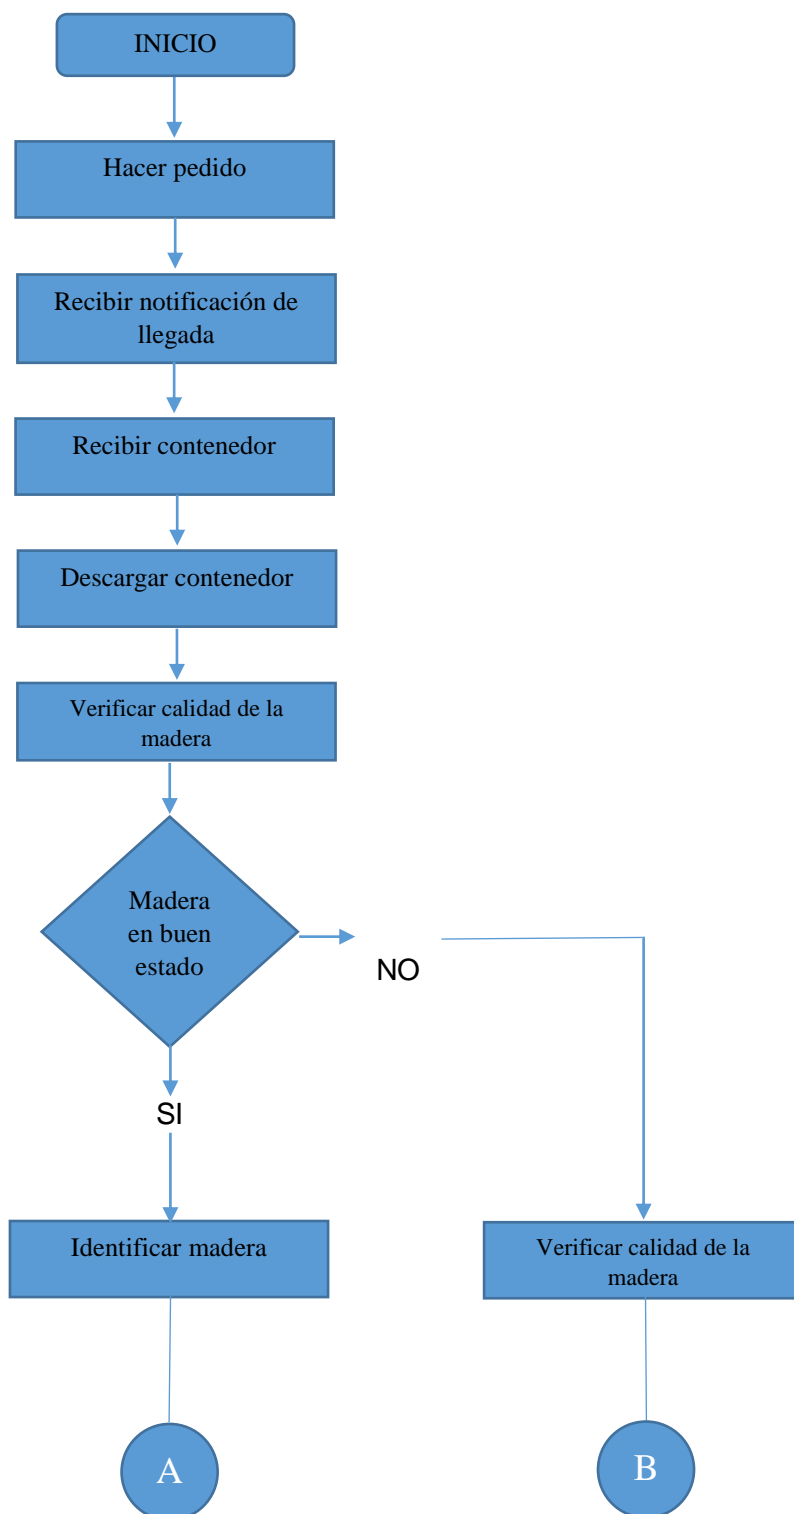 INICIO
Hacer pedido
Recibir notificación de
llegada
Recibir contenedor
Descargar contenedor
Verificar calidad de la
madera
Madera
en buen
estado
NO
SI
Identificar madera
Verificar calidad de la
madera
A
B